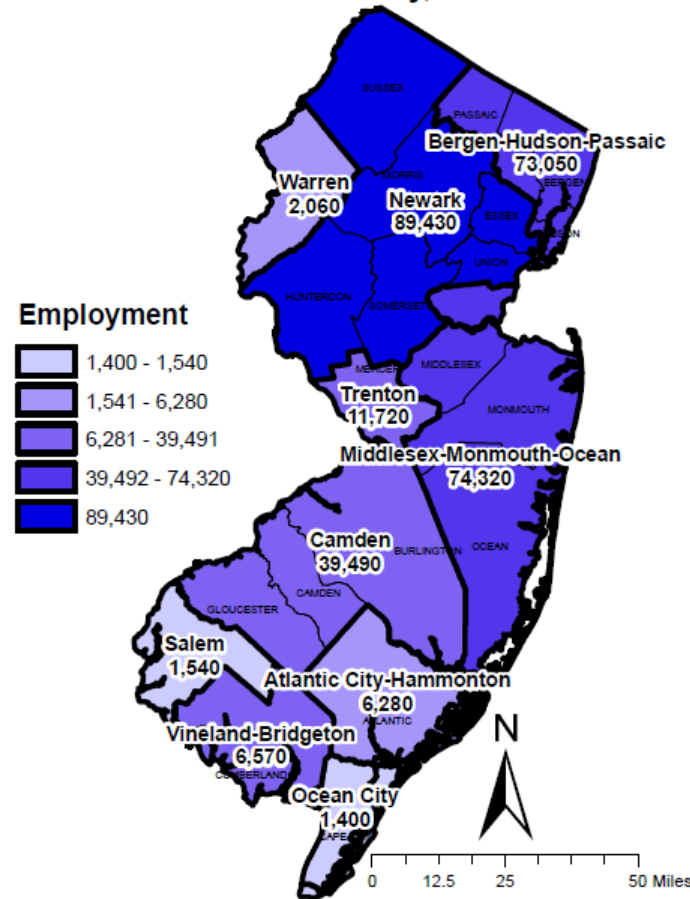 SUSSEX
PASSAIC
Bergen-Hudson-Passaic
73,050
BERGEN
Warren
2,060
MORRIS
Newark
89,430
ESSEX
UNION
HUNTERDON
SOMERSET
Employment
1,400 - 1,540
1,541 - 6,280
6,281 - 39,491
39,492 - 74,320
89,430
MIDDLESEX
Trenton
11,720
MONMOUTH
Middlesex-Monmouth-Ocean
74,320
Camden
39,490
BURLINGTON
OCEAN
CAMDEN
GLOUCESTER
Salem
1,540
Atlantic City-Hammonton
6,280
ATLANTIC
Vineland-Bridgeton
6,570
CUMBERLAND
Ocean City
1,400
N
0 12.5 25 50 Miles